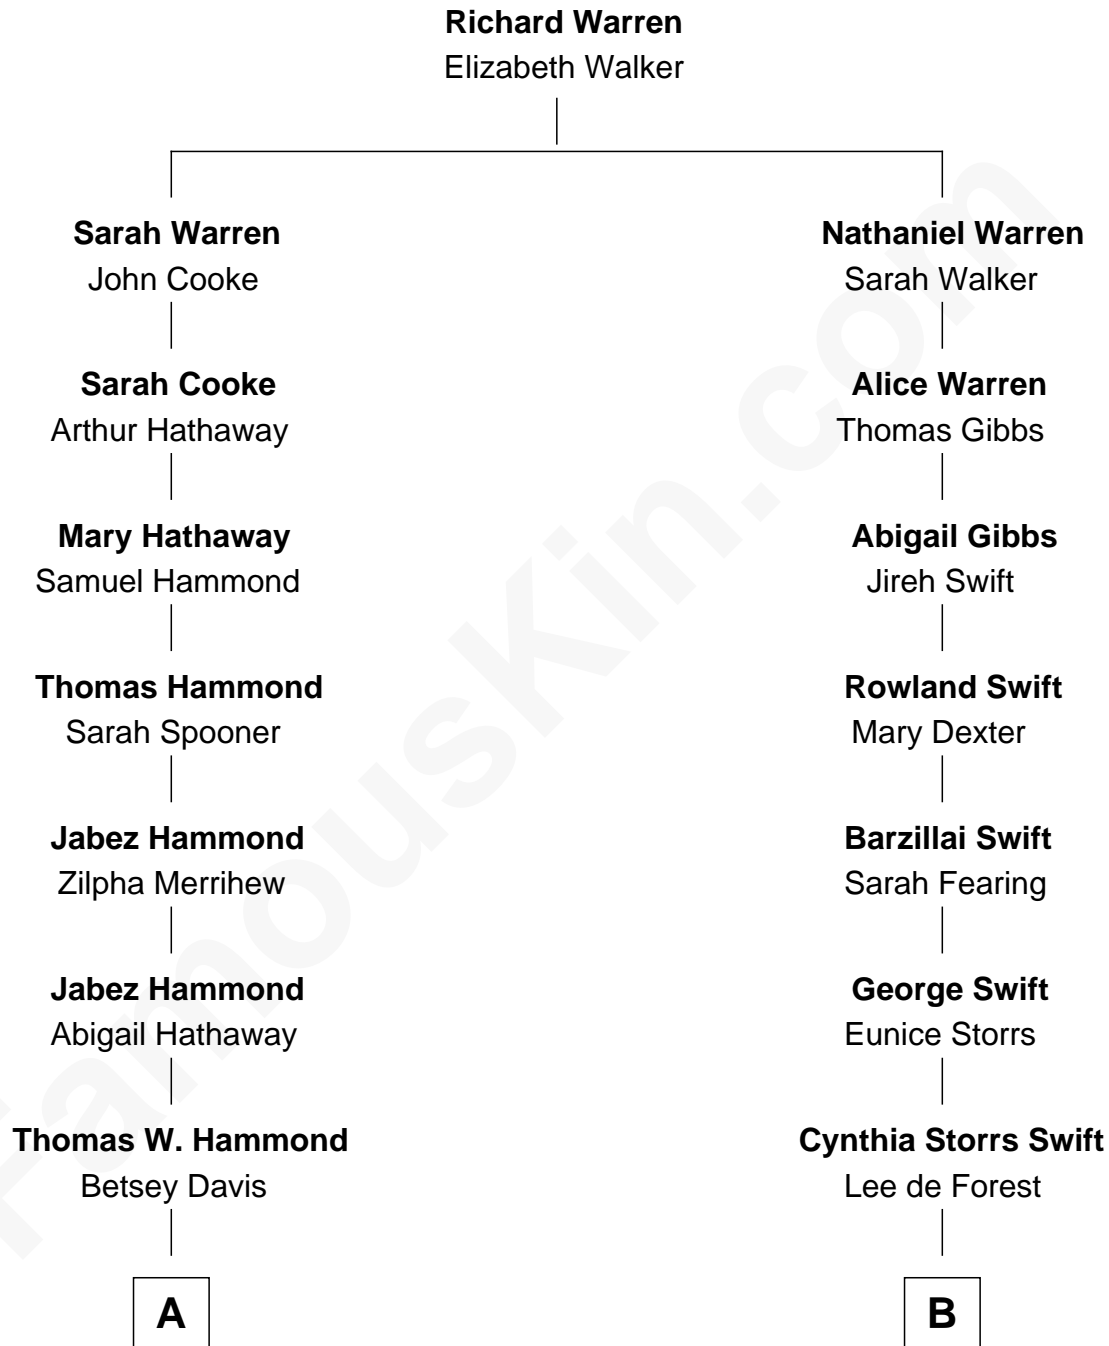 Richard Warren
Elizabeth Walker
Sarah Warren
John Cooke
Nathaniel Warren
Sarah Walker
Sarah Cooke
Arthur Hathaway
Alice Warren
Thomas Gibbs
Mary Hathaway
Samuel Hammond
Abigail Gibbs
Jireh Swift
Thomas Hammond
Sarah Spooner
Rowland Swift
Mary Dexter
Jabez Hammond
Zilpha Merrihew
Barzillai Swift
Sarah Fearing
Jabez Hammond
Abigail Hathaway
George Swift
Eunice Storrs
Thomas W. Hammond
Betsey Davis
Cynthia Storrs Swift
Lee de Forest
A
B
FamousKin.com